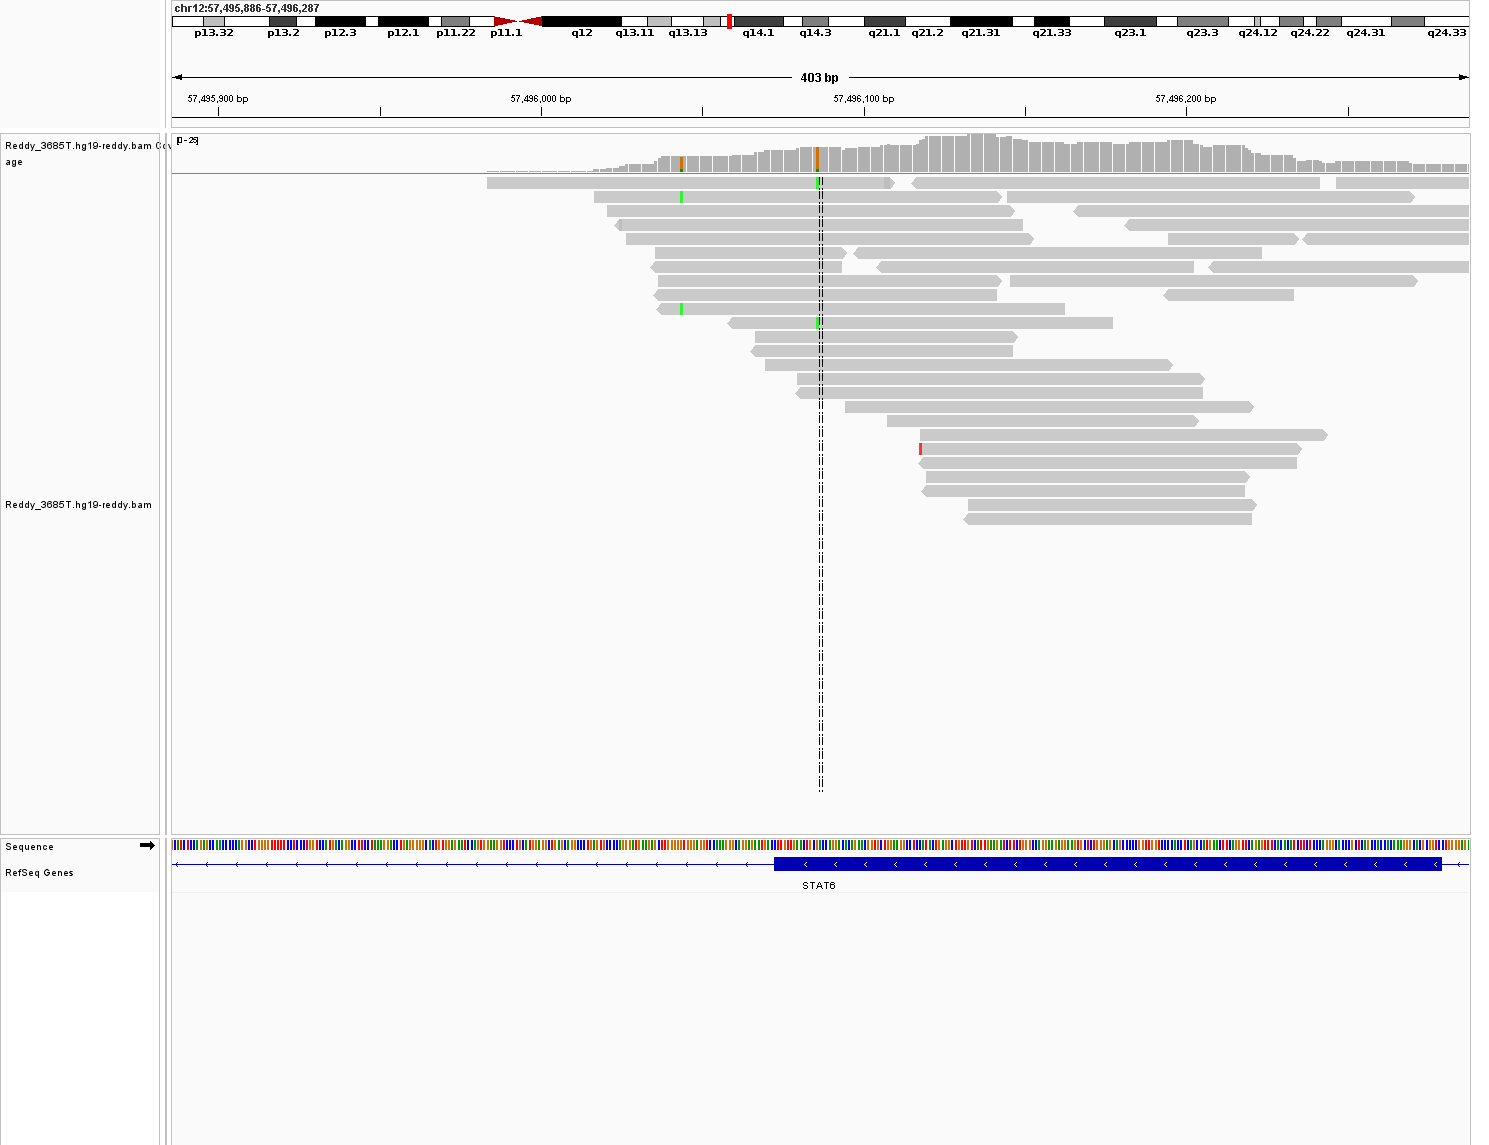 chr12:57,495,886-57,496,287
p13.32 p13.2 p12.3 p12.1 p11.22 p11.1 q12 q13.11 q13.13 q14.1 q14.3 q21.1 q21.2 q21.31 q21.33 q23.1 q23.3 q24.12 q24.22 q24.31 q24.33
403 bp
57,495,900 bp 57,496,000 bp 57,496,100 bp 57,496,200 bp
Reddy_3685T.hg19-reddy.bam Cov
age
[0-25]
Reddy_3685T.hg19-reddy.bam
Sequence
RefSeq Genes
STAT6